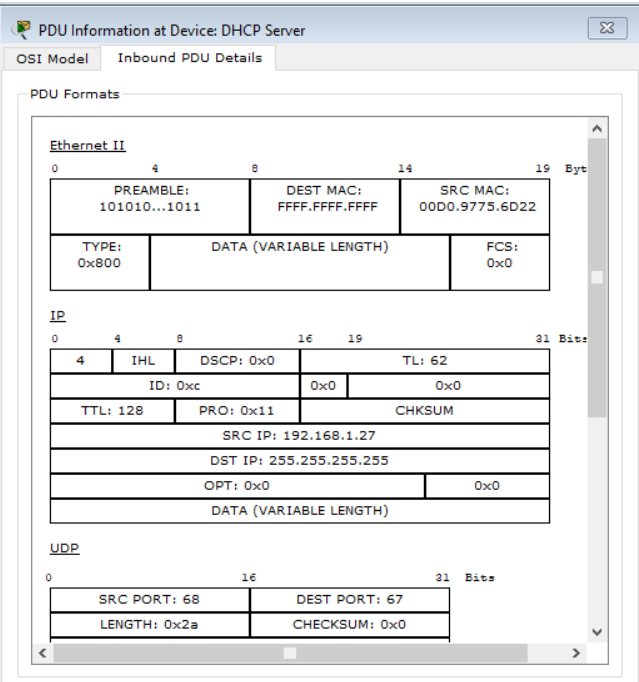 PDU Information at Device: DHCP Server
OSI Model Inbound PDU Details
PDU Formats
Ethernet II
0 4 8 14 19 Byt
PREAMBLE: DEST MAC: SRC MAC:
101010...1011 FFFF.FFFF.FFFF 00D0.9775.6D22
TYPE: DATA (VARIABLE LENGTH) FCS:
0x800 0x0
IP
0 4 8 16 19 31 Bits
4 IHL DSCP: 0x0 TL: 62
ID: 0xc 0x0 0x0
TTL: 128 PRO: 0x11 CHKSUM
SRC IP: 192.168.1.27
DST IP: 255.255.255.255
OPT: 0x0 0x0
DATA (VARIABLE LENGTH)
UDP
0 16 31 Bits
SRC PORT: 68 DEST PORT: 67
LENGTH: 0x2a CHECKSUM: 0x0